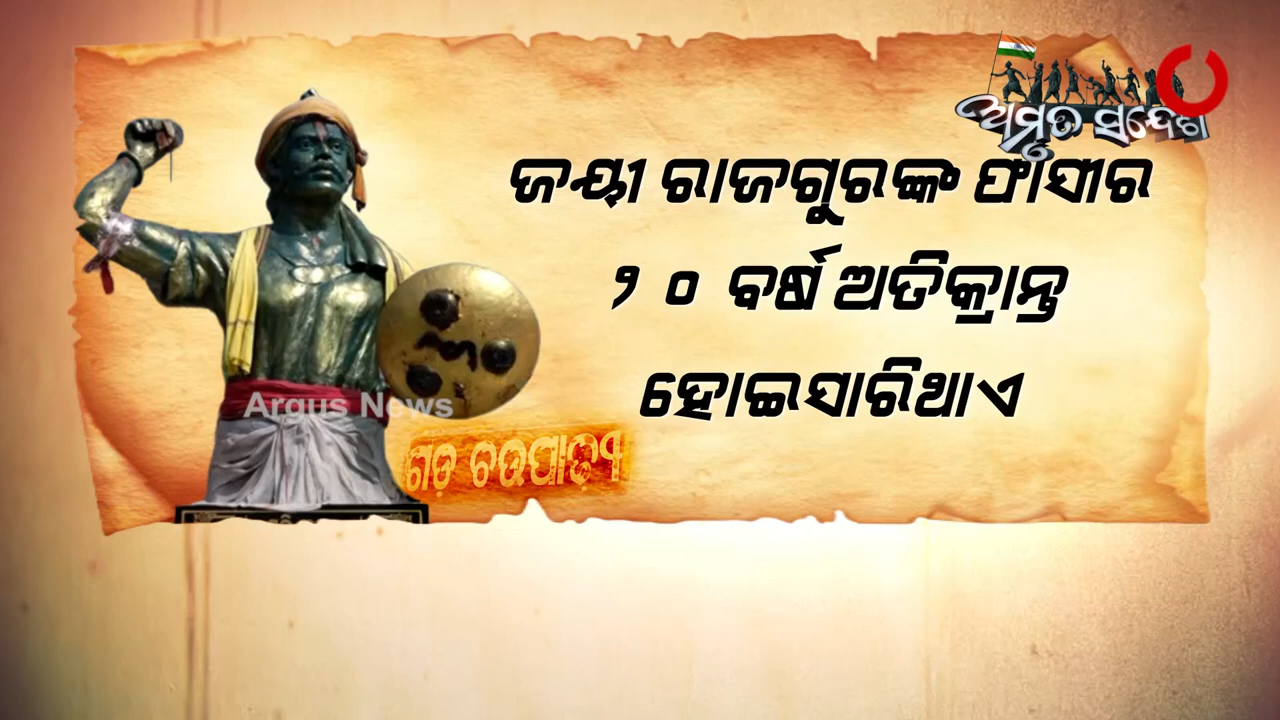 ଅମୃତ ସନ୍ଦେଶ
ଜୟୀ ରାଜଗୁରଙ୍କ ଫାସୀର
୨ ୦ ବର୍ଷ ଅତିକ୍ରାନ୍ତ
ହୋଇସାରିଥାଏ
Argus News
ଗଡ଼ ଚଉପାଢ଼ୀ